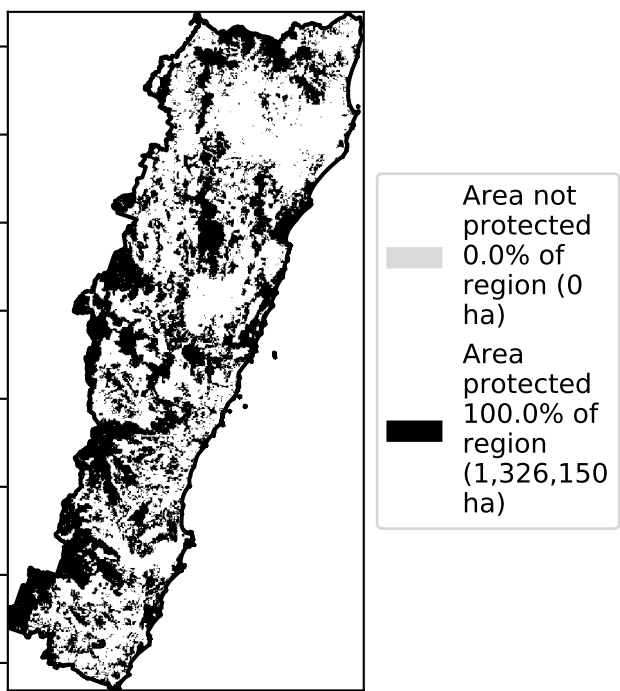 Area not
protected
0.0% of
region (0
ha)
Area
protected
100.0% of
region
(1,326,150
ha)